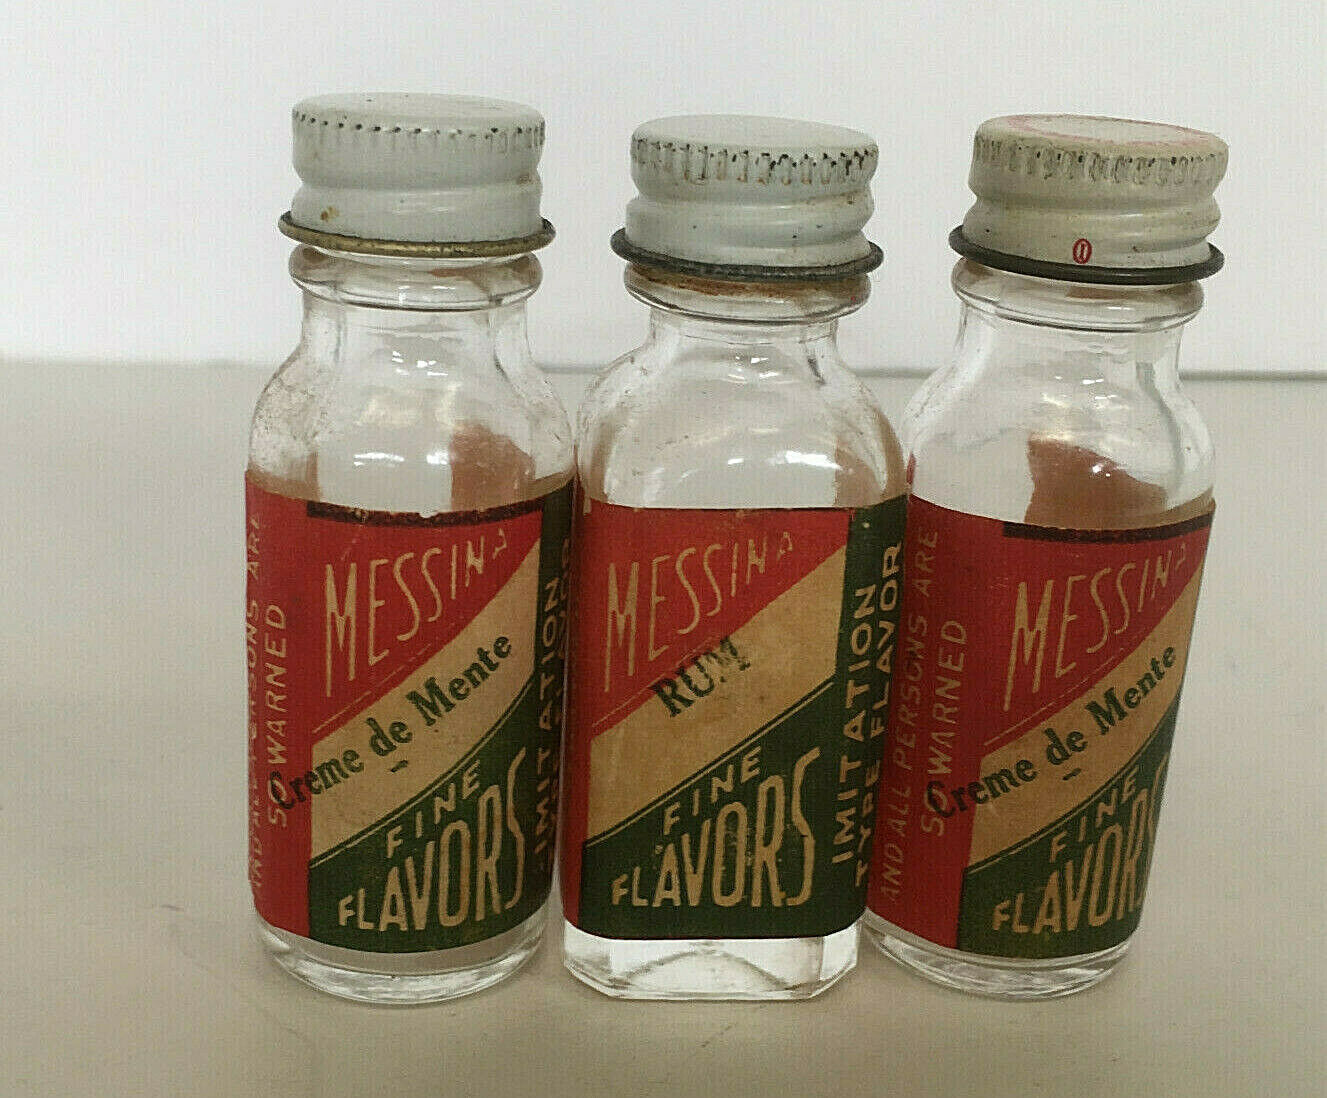 AND ALL PERSONS ARE
SO WARNED
MESSINA
Creme de Mente
FINE
FLAVORS
IMITATION
MESSINA
RUM
FINE
FLAVORS
IMITATION
TYPE FLAVOR
AND ALL PERSONS ARE
SO WARNED
MESSINA
Creme de Mente
FINE
FLAVORS